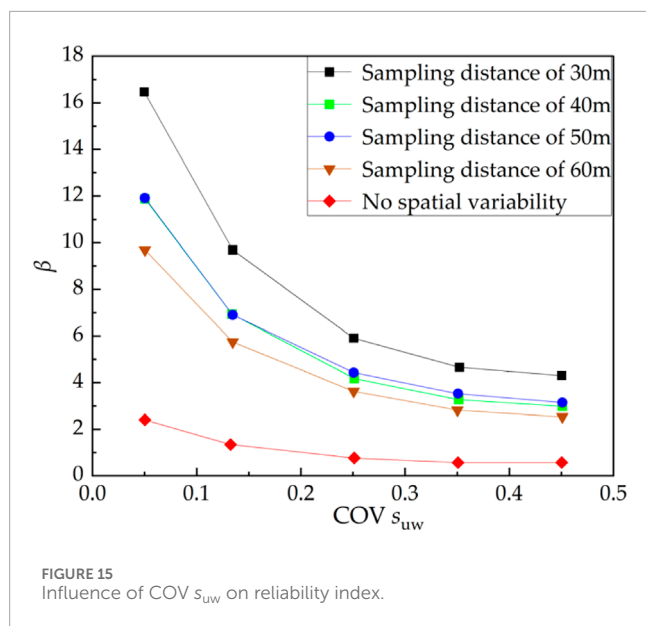 18
16
14
12
10
8
6
4
2
0
β
Sampling distance of 30m
Sampling distance of 40m
Sampling distance of 50m
Sampling distance of 60m
No spatial variability
0.0 0.1 0.2 0.3 0.4 0.5
COV suw
FIGURE 15
Influence of COV suw on reliability index.